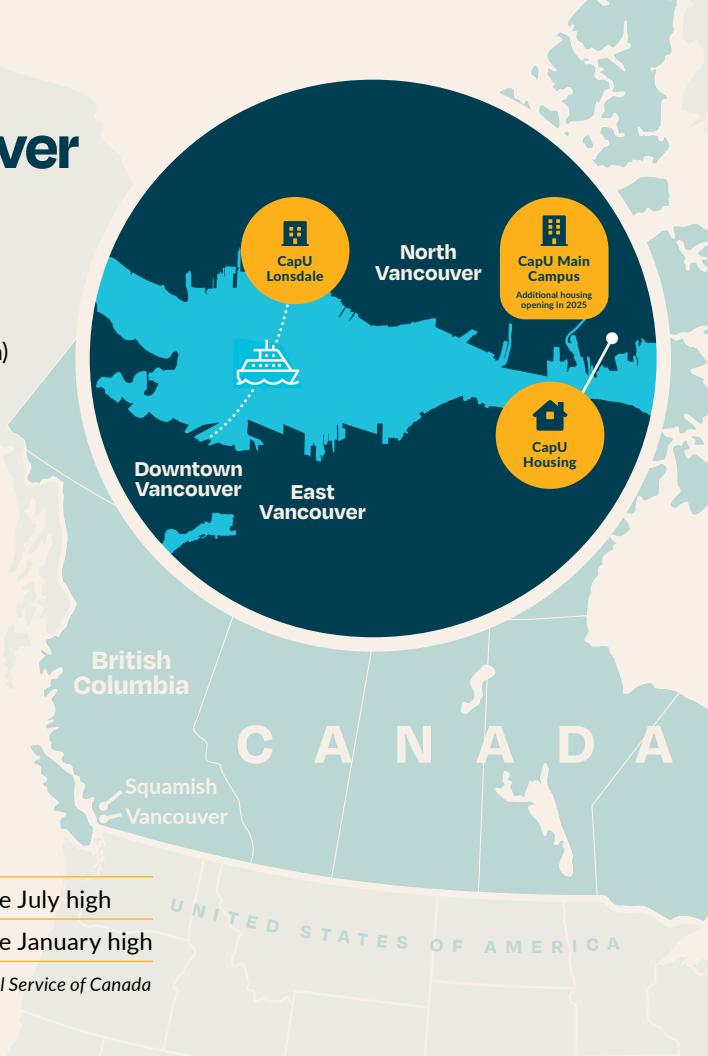 ver
)
CapU
Lonsdale
North
Vancouver
CapU Main
Campus
Additional housing
opening in 2025
CapU
Housing
Downtown
Vancouver
East
Vancouver
British
Columbia
CANADA
Squamish
Vancouver
e July high
e January high
l Service of Canada
UNITED STATES OF AMERICA